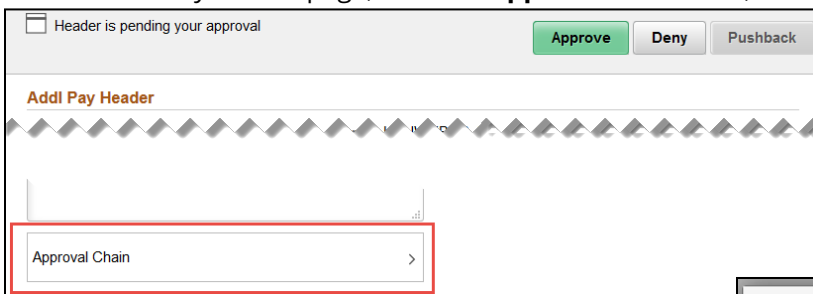 Header is pending your approval
Approve Deny Pushback
Addl Pay Header
Approval Chain